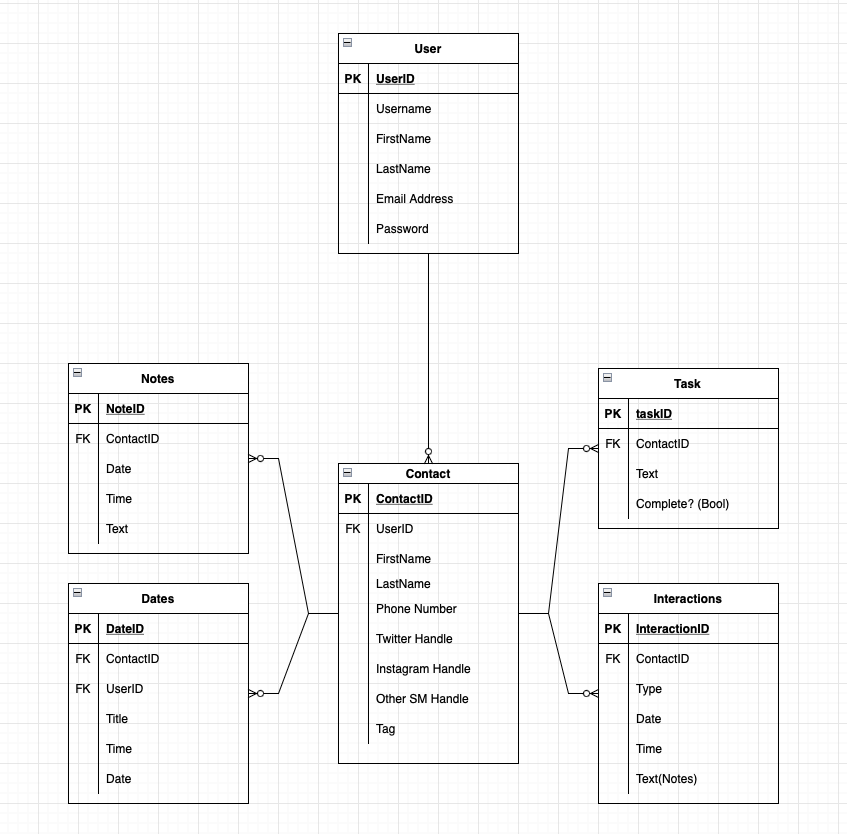 User
PK UserID
Username
FirstName
LastName
Email Address
Password
Notes
PK NoteID
FK ContactID
Date
Time
Text
Task
PK taskID
FK ContactID
Text
Complete? (Bool)
Contact
PK ContactID
FK UserID
FirstName
LastName
Phone Number
Twitter Handle
Instagram Handle
Other SM Handle
Tag
Dates
PK DateID
FK ContactID
FK UserID
Title
Time
Date
Interactions
PK InteractionID
FK ContactID
Type
Date
Time
Text(Notes)